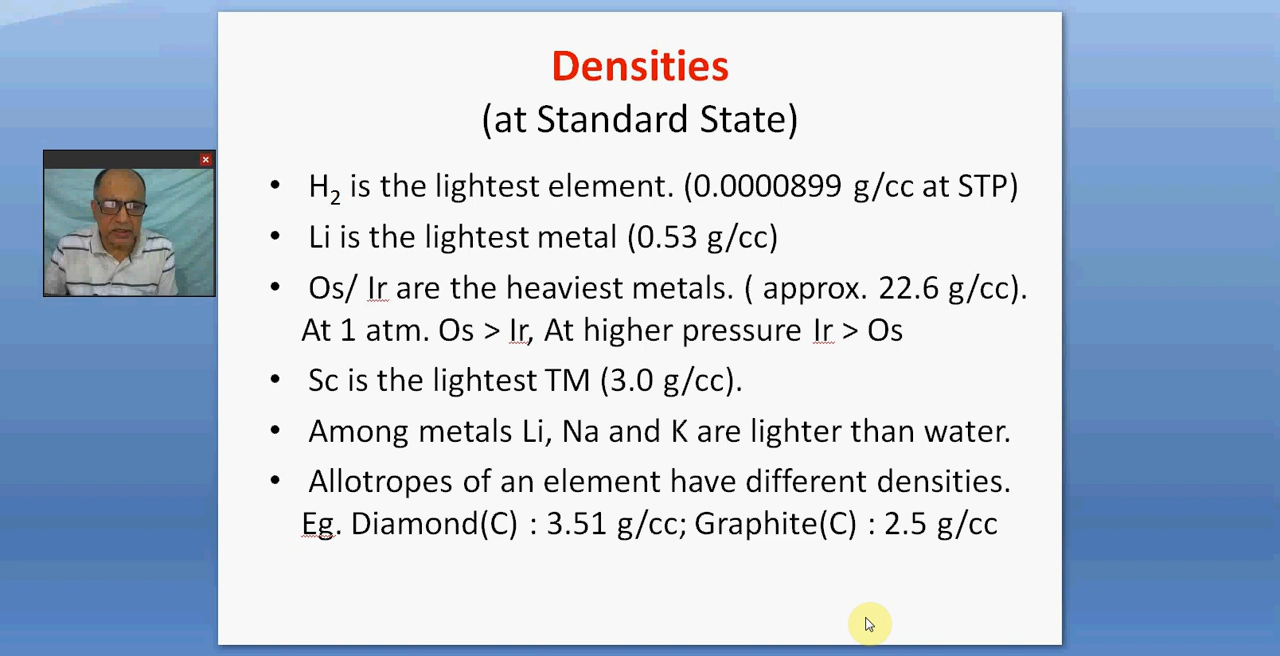 Densities
(at Standard State)
• H₂ is the lightest element. (0.0000899 g/cc at STP)
• Li is the lightest metal (0.53 g/cc)
• Os/ Ir are the heaviest metals. ( approx. 22.6 g/cc).
At 1 atm. Os > Ir, At higher pressure Ir > Os
• Sc is the lightest TM (3.0 g/cc).
• Among metals Li, Na and K are lighter than water.
• Allotropes of an element have different densities.
Eg. Diamond(C) : 3.51 g/cc; Graphite(C) : 2.5 g/cc